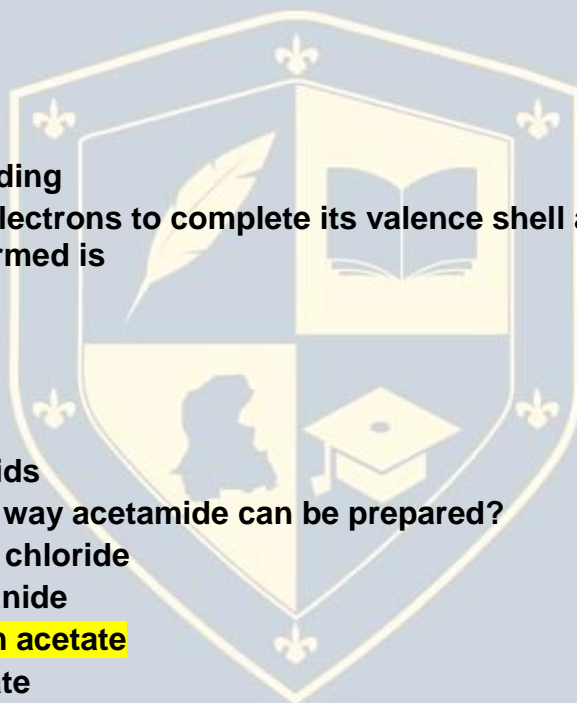 ding
lectrons to complete its valence shell a
rmed is
ids
way acetamide can be prepared?
chloride
nide
n acetate
te